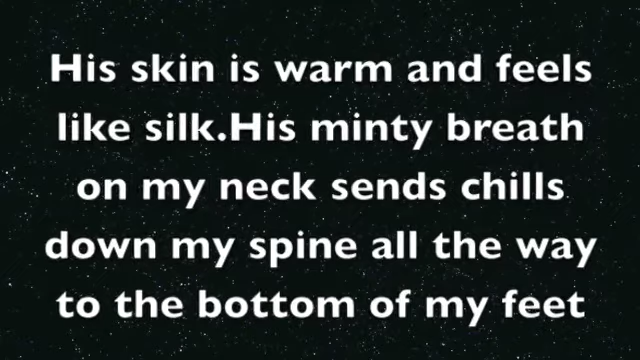 His skin is warm and feels
like silk.His minty breath
on my neck sends chills
down my spine all the way
to the bottom of my feet